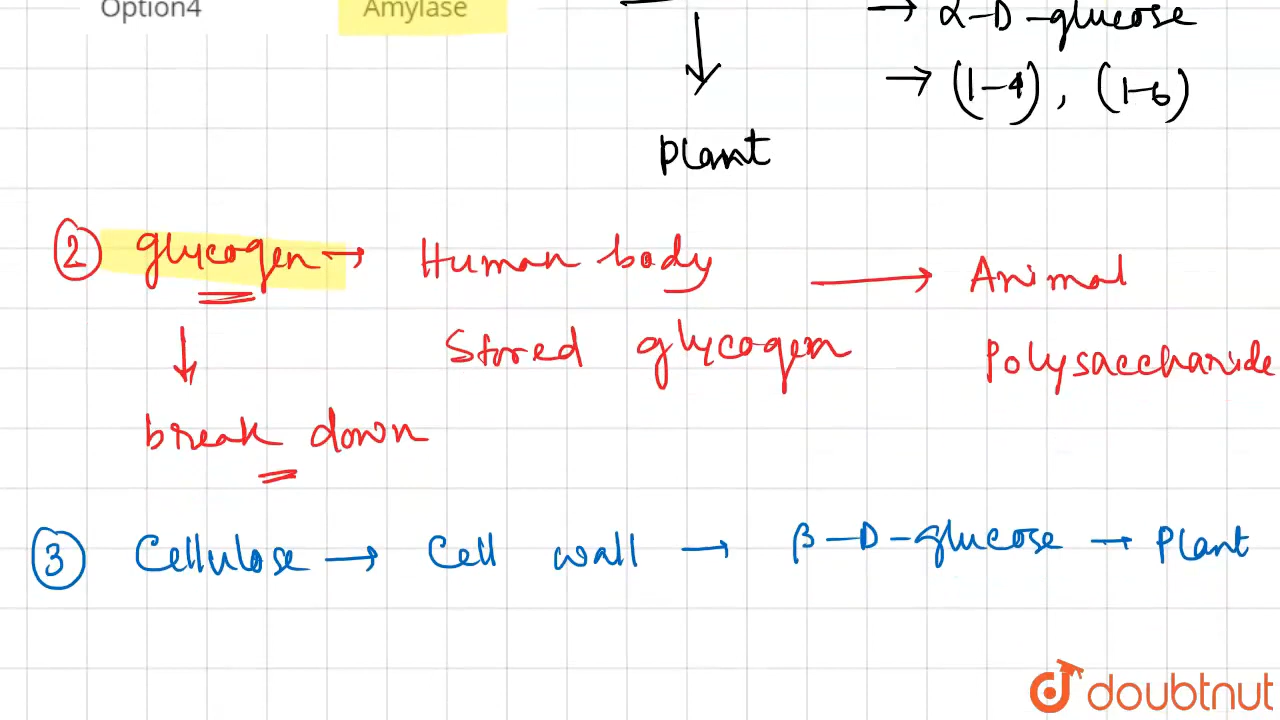 Option4 Amylase
→ α-D-glucose
→ (1-4), (1-6)
Plant
② glycogen → Human body → Animal
Stored glycogen Polysaccharide
break down
③ Cellulose → Cell wall → β-D-glucose → Plant
doubtnut